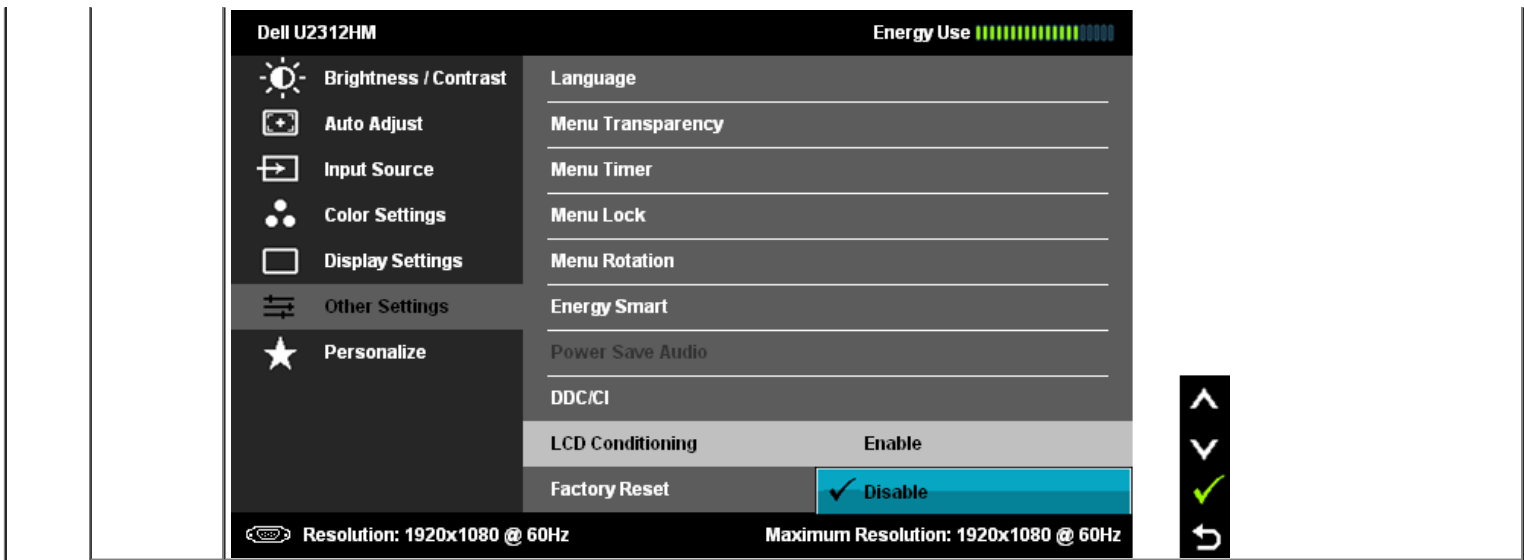 Dell U2312HM Energy Use
Brightness / Contrast Language
Auto Adjust Menu Transparency
Input Source Menu Timer
Color Settings Menu Lock
Display Settings Menu Rotation
Other Settings Energy Smart
Personalize Power Save Audio
DDC/CI
LCD Conditioning Enable
Factory Reset Disable
Resolution: 1920x1080 @ 60Hz Maximum Resolution: 1920x1080 @ 60Hz